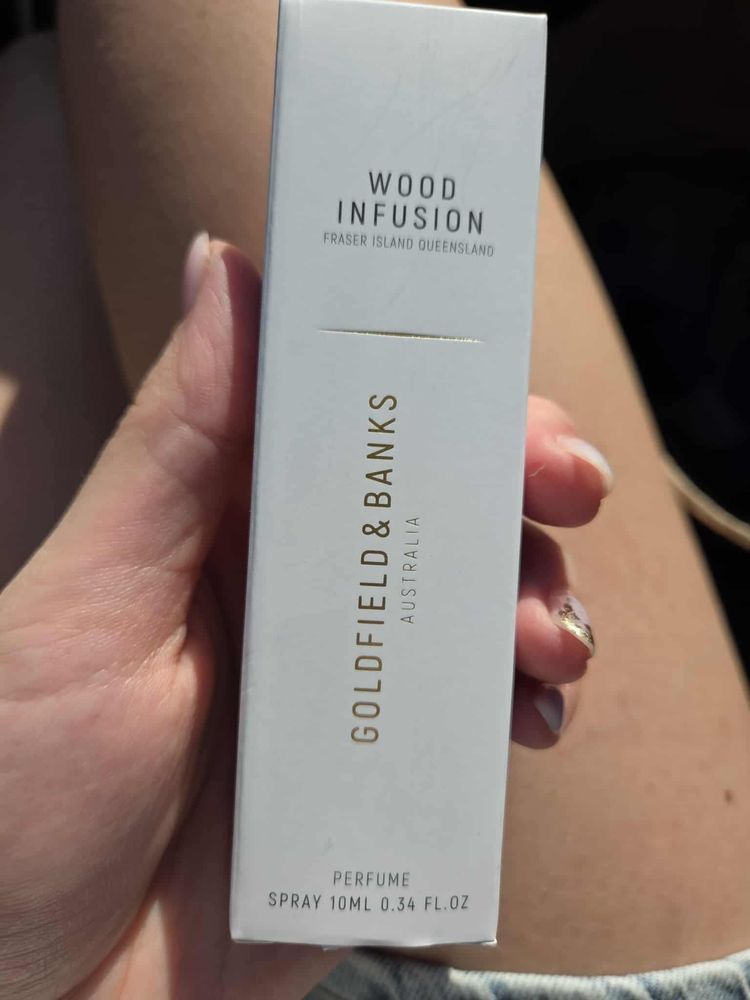 WOOD
INFUSION
FRASER ISLAND QUEENSLAND
GOLDFIELD & BANKS
AUSTRALIA
PERFUME
SPRAY 10ML 0.34 FL.OZ